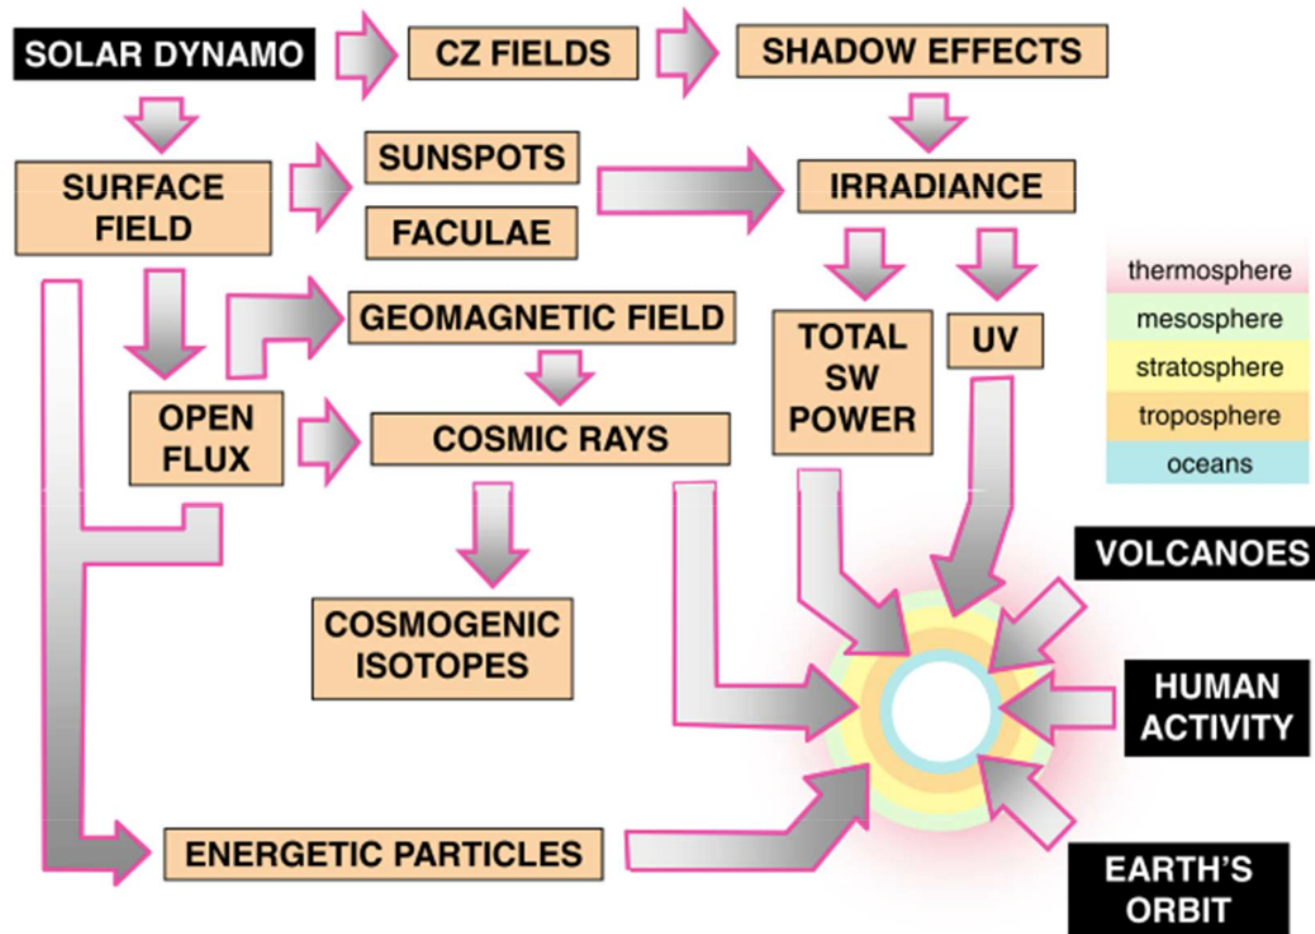 SOLAR DYNAMO
CZ FIELDS
SHADOW EFFECTS
SURFACE
FIELD
SUNSPOTS
FACULAE
IRRADIANCE
GEOMAGNETIC FIELD
TOTAL
SW
POWER
UV
thermosphere
mesosphere
stratosphere
troposphere
oceans
OPEN
FLUX
COSMIC RAYS
COSMOGENIC
ISOTOPES
VOLCANOES
HUMAN
ACTIVITY
ENERGETIC PARTICLES
EARTH'S
ORBIT